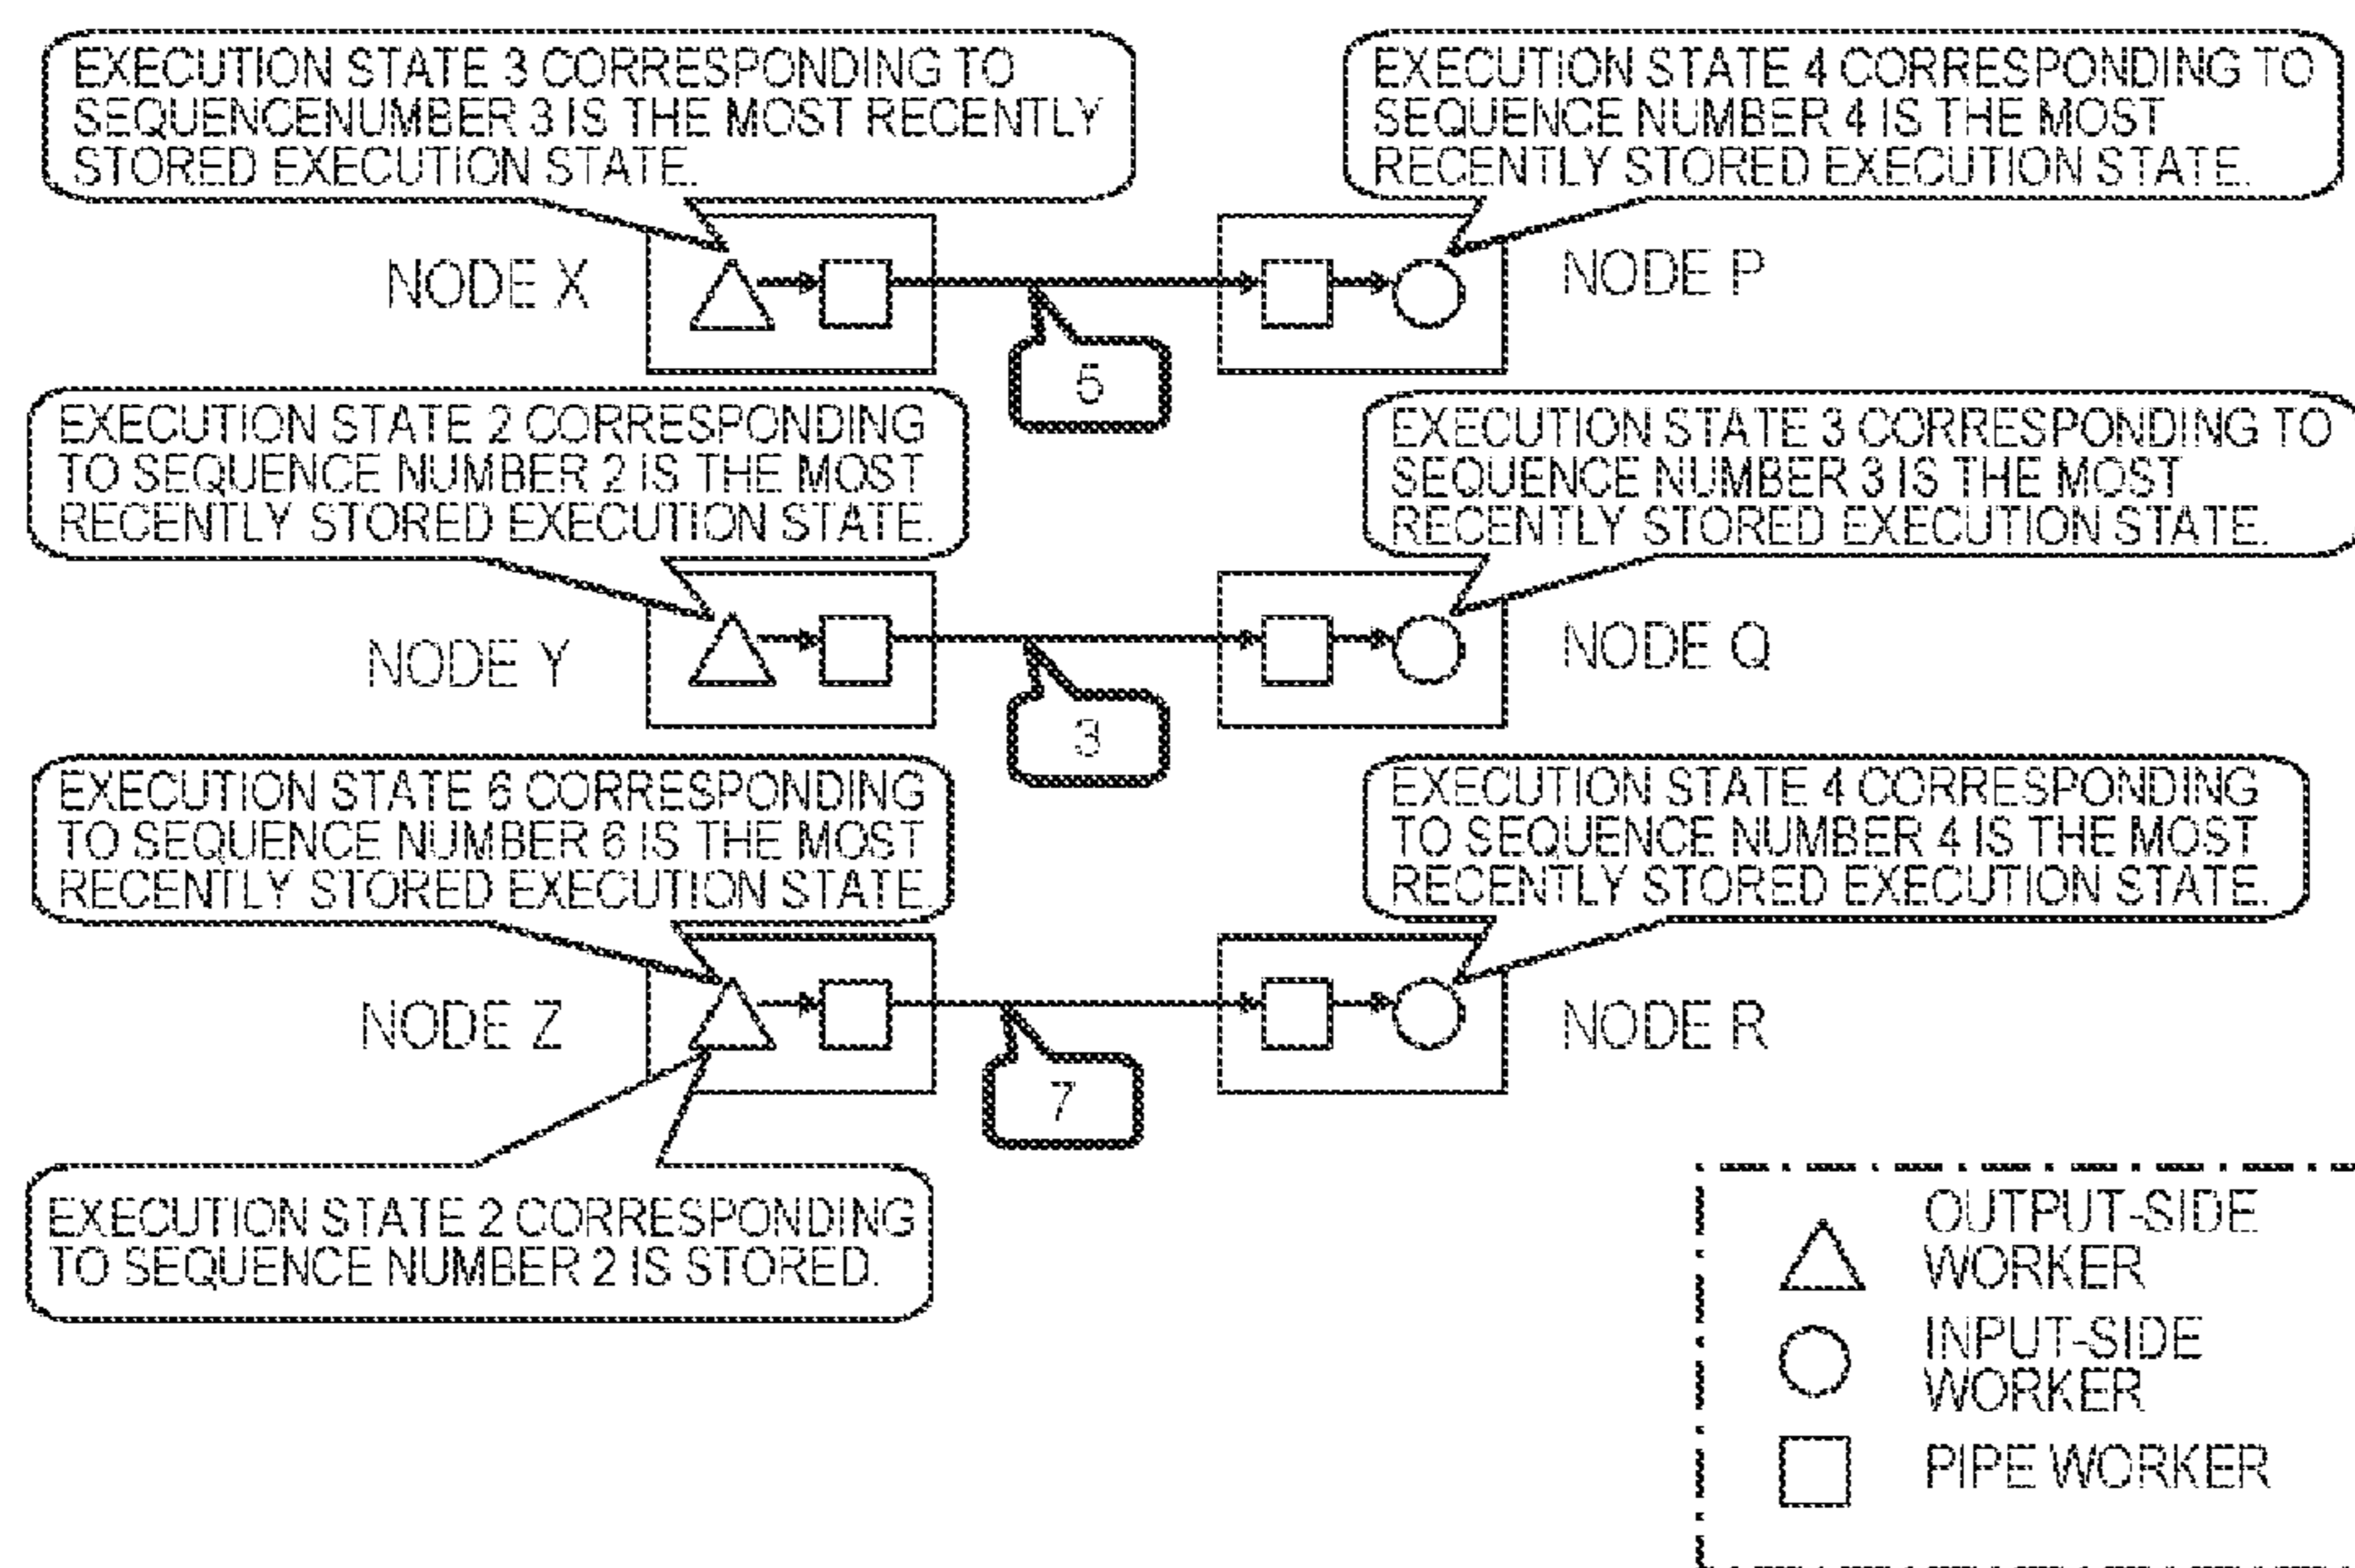 EXECUTION STATE 3 CORRESPONDING TO
SEQUENCENUMBER 3 IS THE MOST RECENTLY
STORED EXECUTION STATE.
EXECUTION STATE 4 CORRESPONDING TO
SEQUENCE NUMBER 4 IS THE MOST
RECENTLY STORED EXECUTION STATE.
NODE X
NODE P
5
EXECUTION STATE 2 CORRESPONDING
TO SEQUENCE NUMBER 2 IS THE MOST
RECENTLY STORED EXECUTION STATE.
EXECUTION STATE 3 CORRESPONDING TO
SEQUENCE NUMBER 3 IS THE MOST
RECENTLY STORED EXECUTION STATE.
NODE Y
NODE Q
3
EXECUTION STATE 6 CORRESPONDING
TO SEQUENCE NUMBER 6 IS THE MOST
RECENTLY STORED EXECUTION STATE.
EXECUTION STATE 4 CORRESPONDING
TO SEQUENCE NUMBER 4 IS THE MOST
RECENTLY STORED EXECUTION STATE.
NODE Z
NODE R
7
EXECUTION STATE 2 CORRESPONDING
TO SEQUENCE NUMBER 2 IS STORED.
OUTPUT-SIDE
WORKER
INPUT-SIDE
WORKER
PIPE WORKER